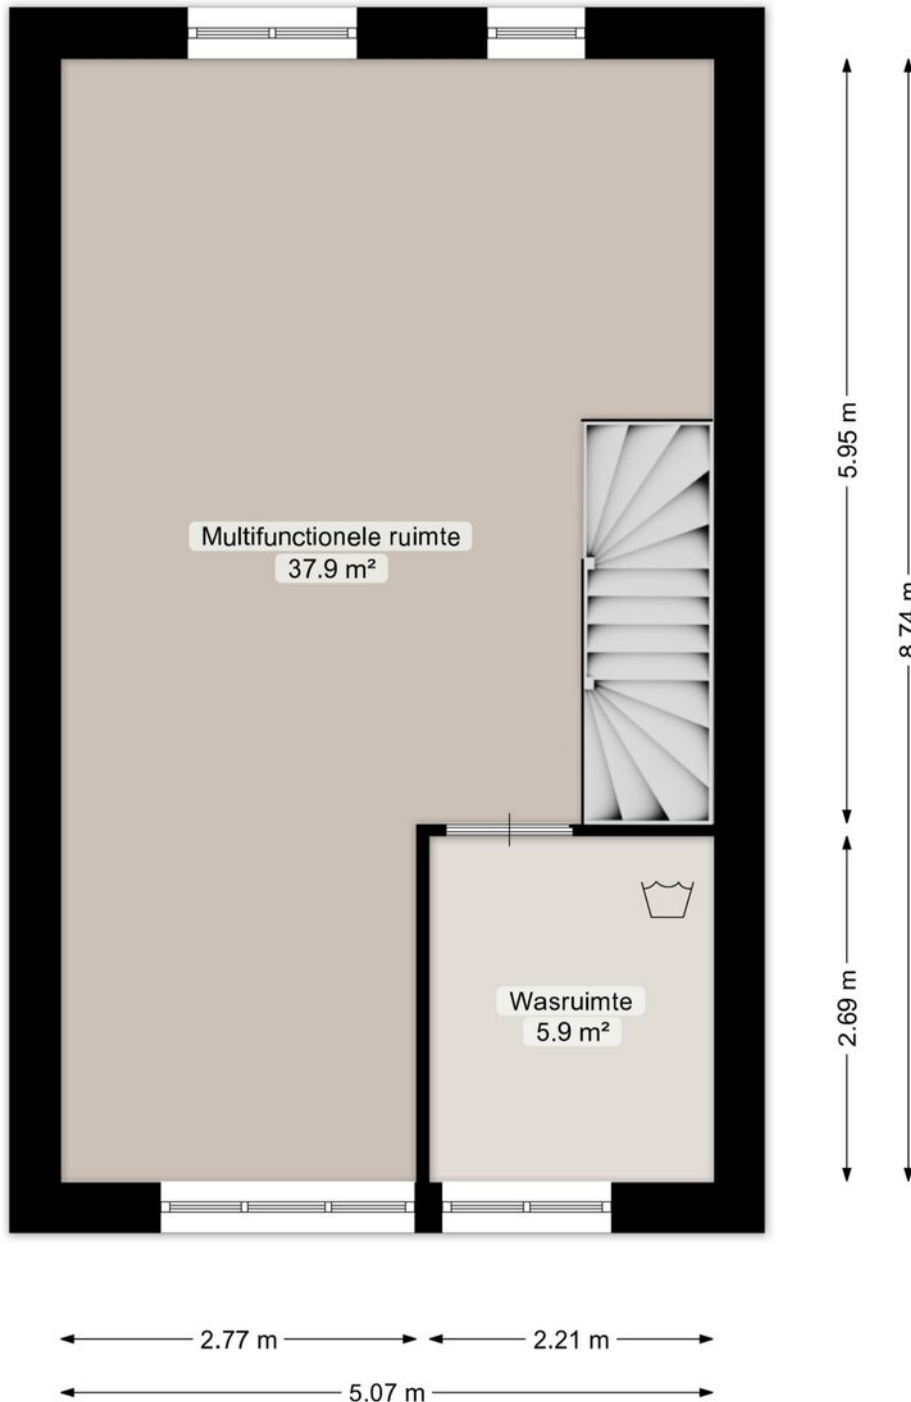 5.95 m
8.74 m
Multifunctionele ruimte
37.9 m²
Wasruimte
5.9 m²
2.69 m
2.77 m
2.21 m
5.07 m